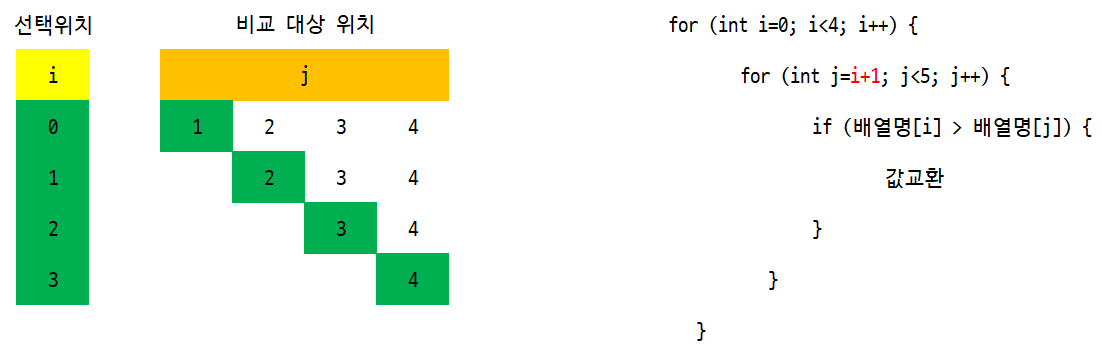 선택위치 비교 대상 위치
i j
0 1 2 3 4
1 2 3 4
2 3 4
3 4
for (int i=0; i<4; i++) {
for (int j=i+1; j<5; j++) {
if (배열명[i] > 배열명[j]) {
값교환
}
}
}